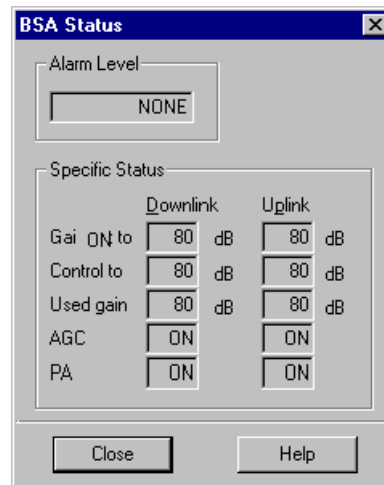 BSA Status
Alarm Level
NONE
Specific Status
Downlink Uplink
Gai ON to 80 dB 80 dB
Control to 80 dB 80 dB
Used gain 80 dB 80 dB
AGC ON ON
PA ON ON
Close Help